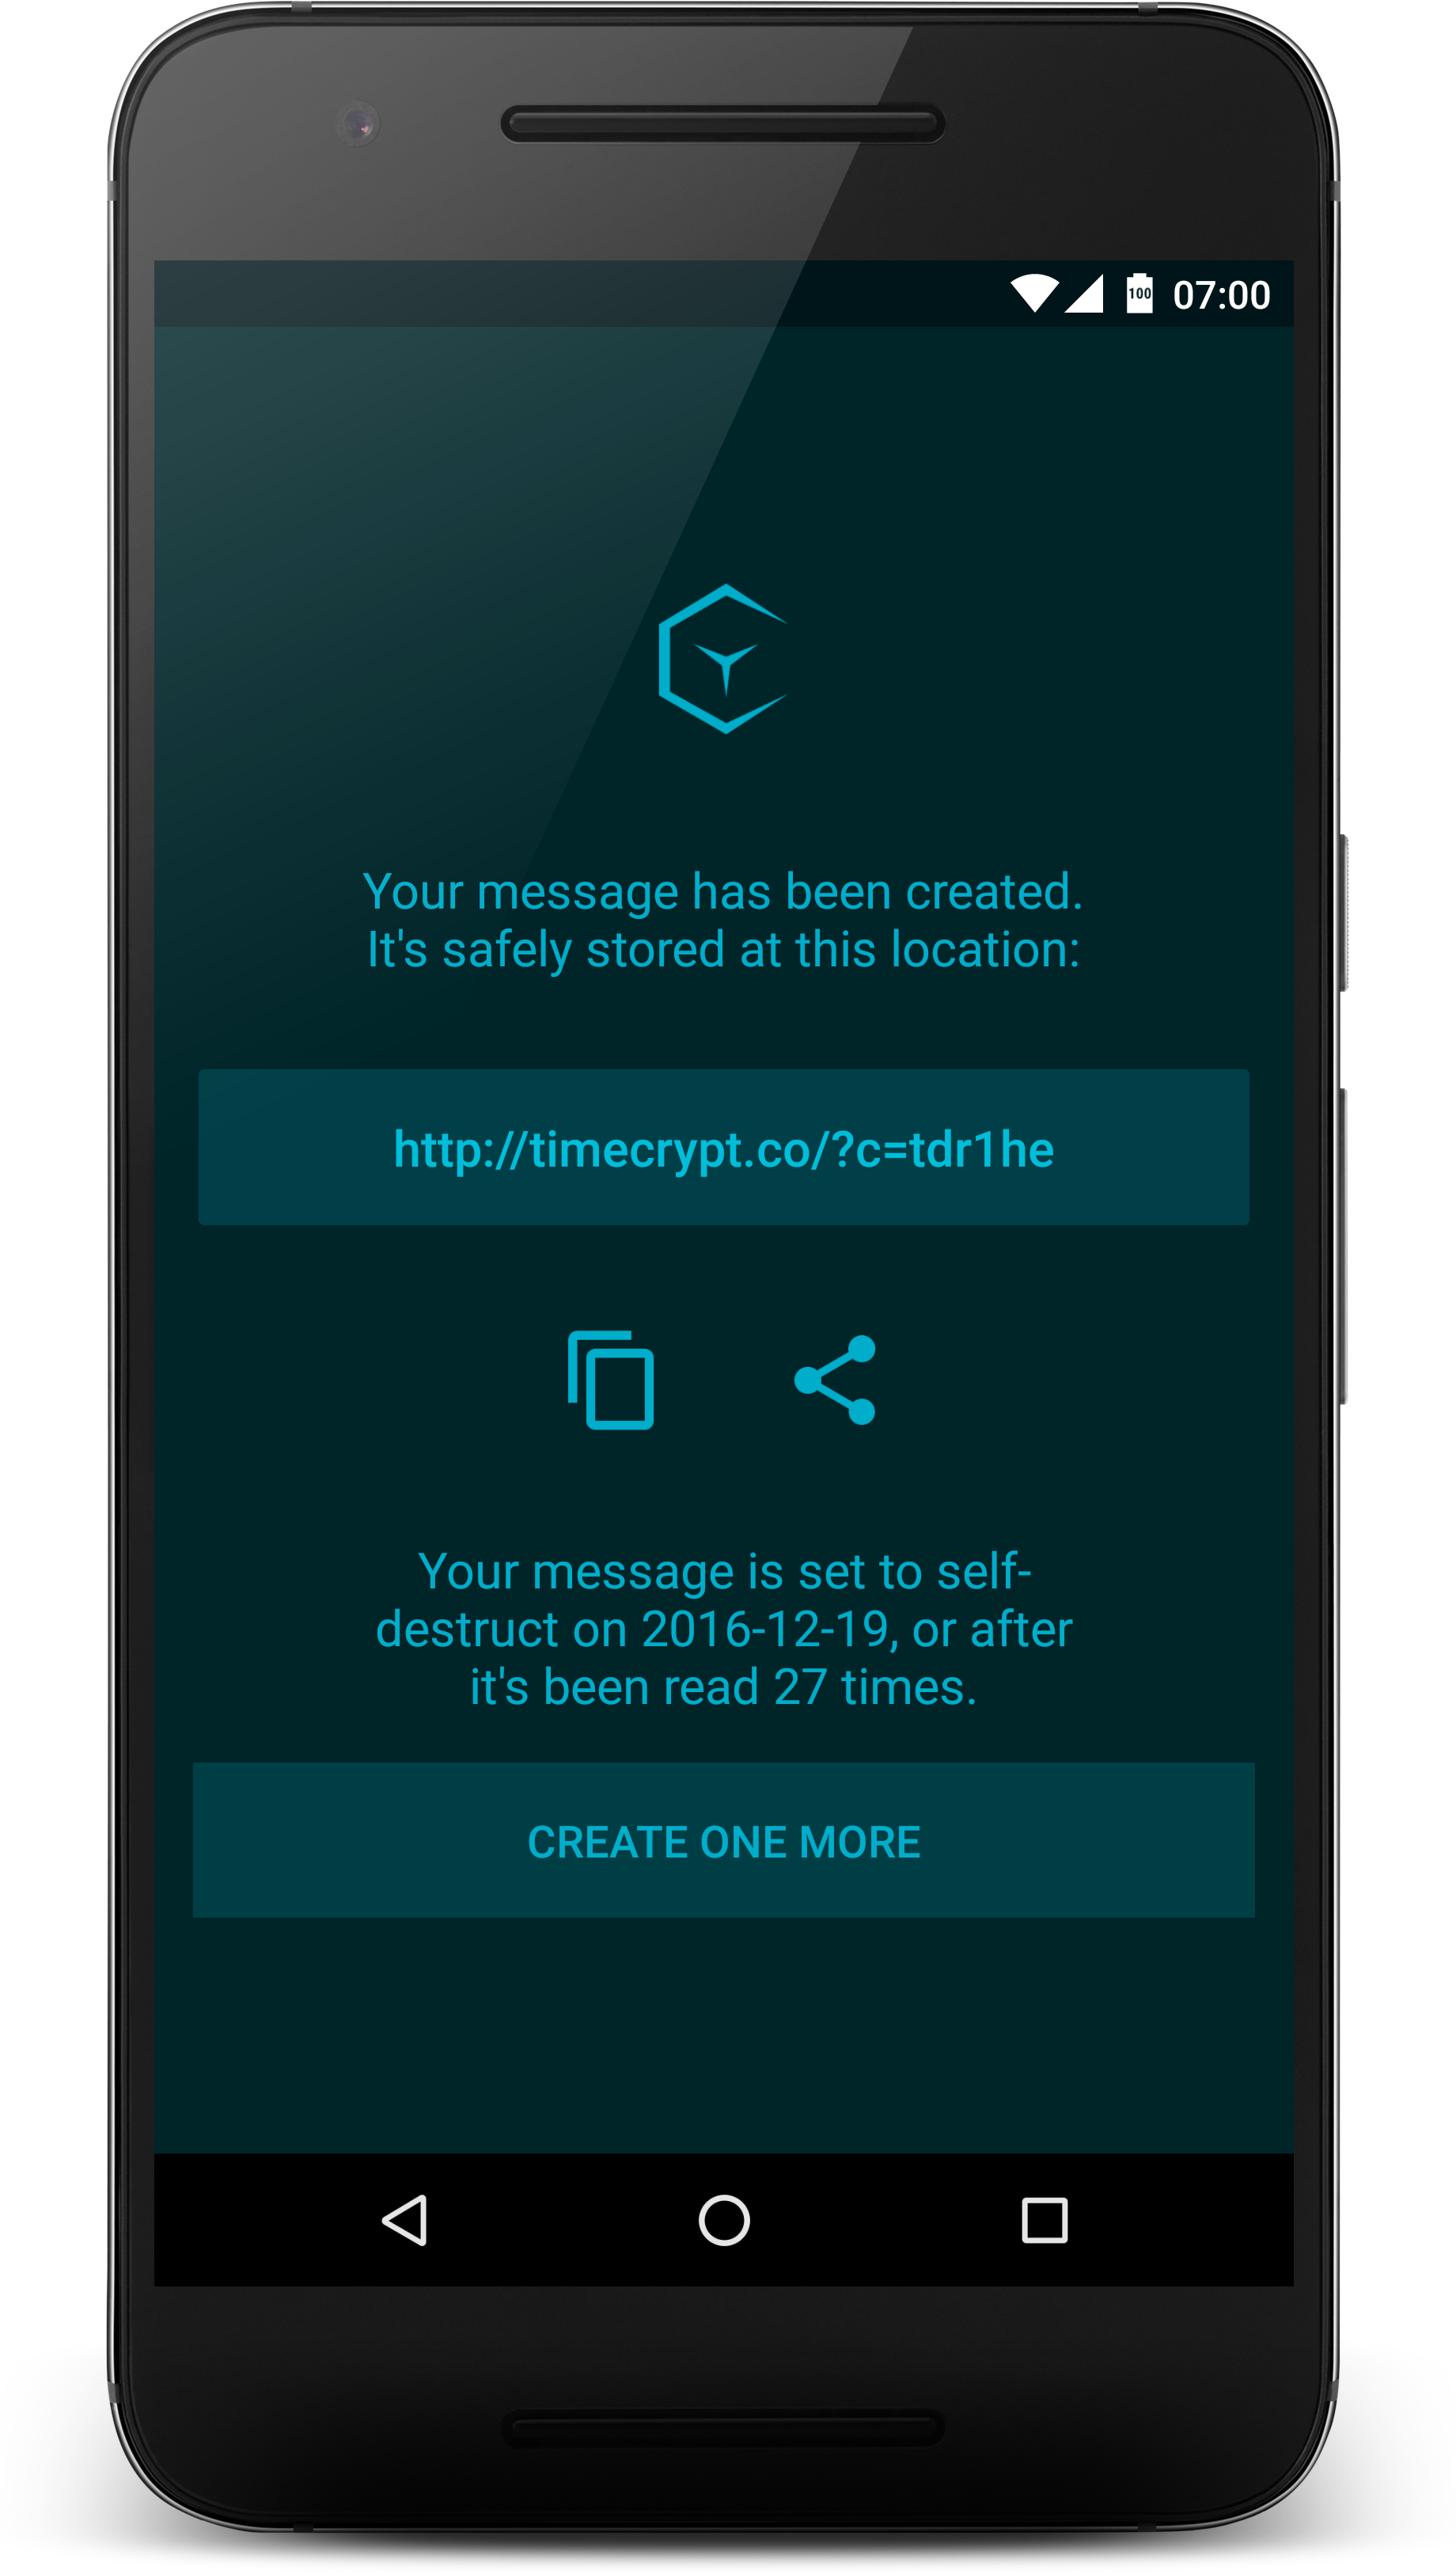 100 07:00
Your message has been created.
It's safely stored at this location:
http://timecrypt.co/?c=tdr1he
Your message is set to self-
destruct on 2016-12-19, or after
it's been read 27 times.
CREATE ONE MORE